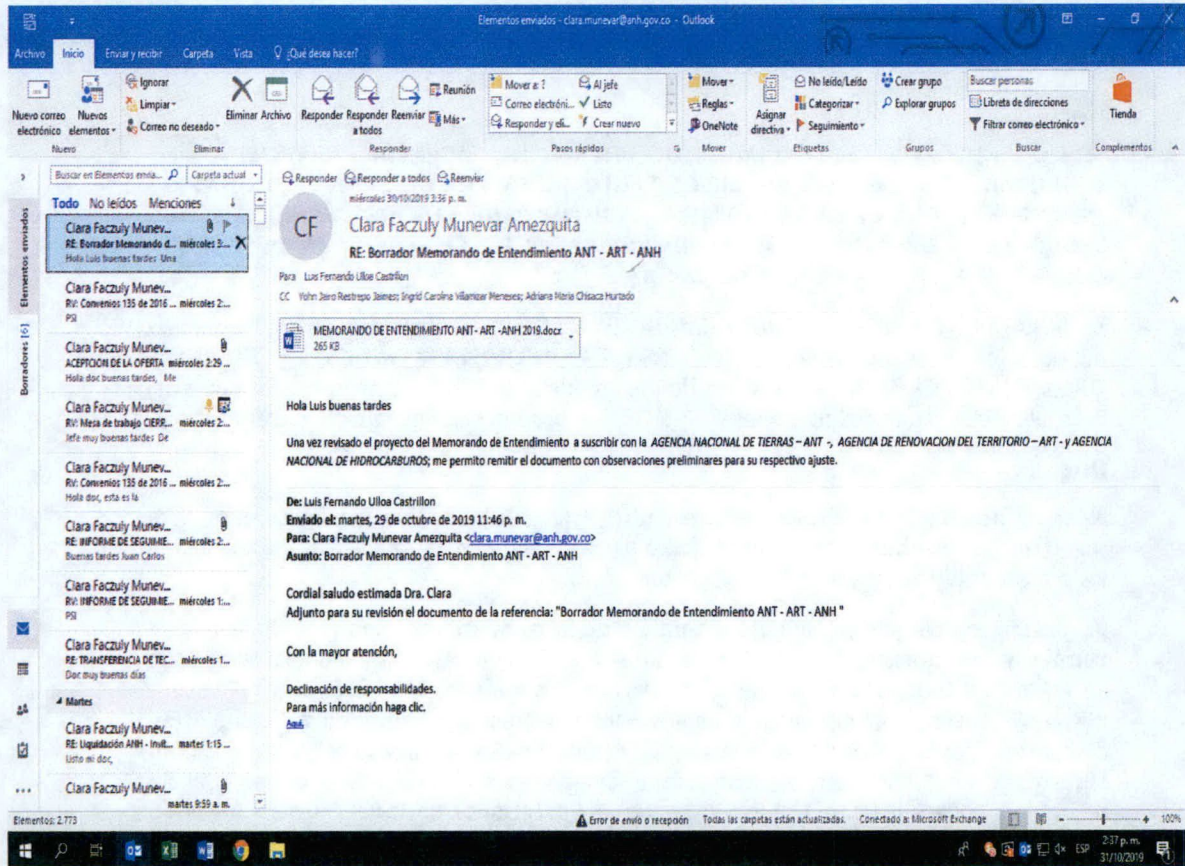 Elementos enviados - clara.munevar@anh.gov.co - Outlook
Archivo Inicio Enviar y recibir Carpeta Vista ¿Qué desea hacer?
Nuevo correo electrónico
Nuevos elementos
Nuevo
Ignorar
Limpiar
Correo no deseado
Eliminar Archivo
Eliminar
Responder Responder a todos Reenviar
Reunión
Más
Responder
Mover a: ?
Correo electróni...
Responder y eli...
Al jefe
Listo
Crear nuevo
Pasos rápidos
Mover
Reglas
OneNote
Mover
Asignar directiva
No leído/Leído
Categorizar
Seguimiento
Etiquetas
Crear grupo
Explorar grupos
Grupos
Buscar personas
Libreta de direcciones
Filtrar correo electrónico
Buscar
Tienda
Complementos
Elementos enviados
Borradores [6]
Buscar en Elementos envia... Carpeta actual
Todo No leídos Menciones
Clara Faczuly Munev...
RE: Borrador Memorando d... miércoles 3:...
Hola Luis buenas tardes Una
Clara Faczuly Munev...
RV: Convenios 135 de 2016 ... miércoles 2:...
PSI
Clara Faczuly Munev...
ACEPTCION DE LA OFERTA miércoles 2:29 ...
Hola doc buenas tardes, Me
Clara Faczuly Munev...
RV: Mesa de trabajo CIERR... miércoles 2:...
Jefe muy buenas tardes De
Clara Faczuly Munev...
RV: Convenios 135 de 2016 ... miércoles 2:...
Hola doc, esta es la
Clara Faczuly Munev...
RE: INFORME DE SEGUIMIE... miércoles 2:...
Buenas tardes Juan Carlos
Clara Faczuly Munev...
RV: INFORME DE SEGUIMIE... miércoles 1:...
PSI
Clara Faczuly Munev...
RE: TRANSFERENCIA DE TEC... miércoles 1...
Doc muy buenas días
Martes
Clara Faczuly Munev...
RE: Liquidación ANH - Invit... martes 1:15 ...
Listo mi doc,
Clara Faczuly Munev...
martes 9:59 a. m.
Responder Responder a todos Reenviar
miércoles 30/10/2019 3:36 p. m.
CF
Clara Faczuly Munevar Amezquita
RE: Borrador Memorando de Entendimiento ANT - ART - ANH
Para Luis Fernando Ulloa Castrillon
CC Yohn Jairo Restrepo Jaimes; Ingrid Carolina Villamizar Meneses; Adriana Maria Chisaca Hurtado
MEMORANDO DE ENTENDIMIENTO ANT- ART -ANH 2019.docx
265 KB
Hola Luis buenas tardes
Una vez revisado el proyecto del Memorando de Entendimiento a suscribir con la AGENCIA NACIONAL DE TIERRAS – ANT -, AGENCIA DE RENOVACION DEL TERRITORIO – ART - y AGENCIA
NACIONAL DE HIDROCARBUROS; me permito remitir el documento con observaciones preliminares para su respectivo ajuste.
De: Luis Fernando Ulloa Castrillon
Enviado el: martes, 29 de octubre de 2019 11:46 p. m.
Para: Clara Faczuly Munevar Amezquita <clara.munevar@anh.gov.co>
Asunto: Borrador Memorando de Entendimiento ANT - ART - ANH
Cordial saludo estimada Dra. Clara
Adjunto para su revisión el documento de la referencia: "Borrador Memorando de Entendimiento ANT - ART - ANH "
Con la mayor atención,
Declinación de responsabilidades.
Para más información haga clic.
Aquí.
Elementos: 2.773
Error de envío o recepción Todas las carpetas están actualizadas. Conectado a: Microsoft Exchange 100%
ESP 2:37 p. m.
31/10/2019